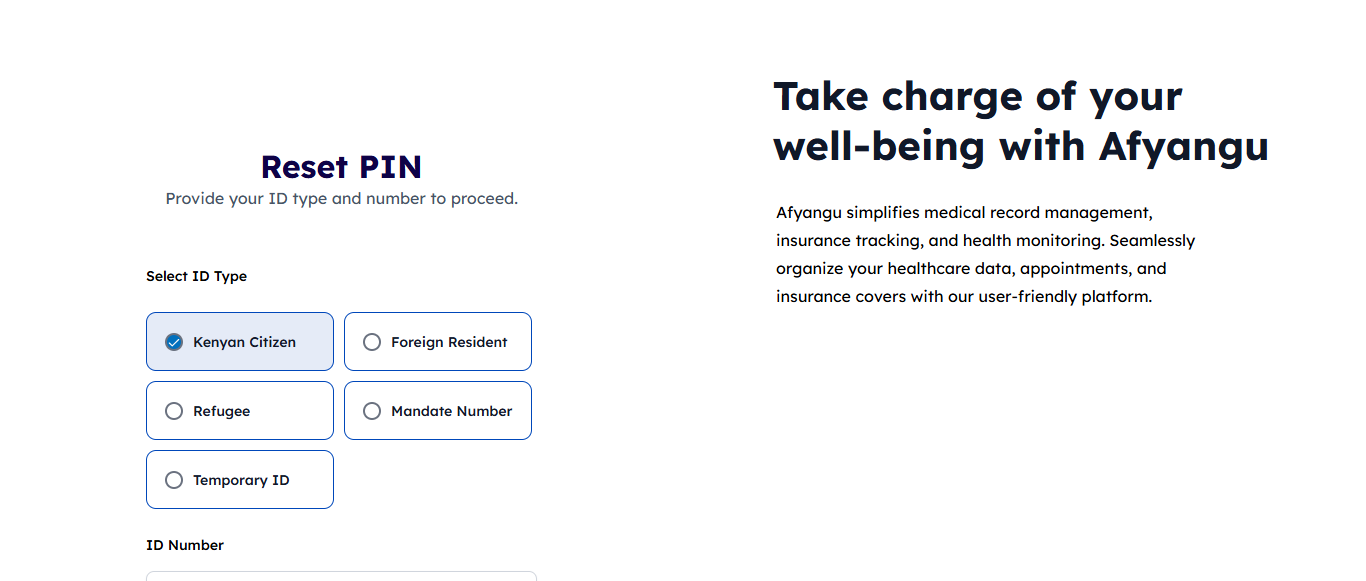 Reset PIN
Provide your ID type and number to proceed.
Select ID Type
Kenyan Citizen
Foreign Resident
Refugee
Mandate Number
Temporary ID
ID Number
Take charge of your
well-being with Afyangu
Afyangu simplifies medical record management,
insurance tracking, and health monitoring. Seamlessly
organize your healthcare data, appointments, and
insurance covers with our user-friendly platform.